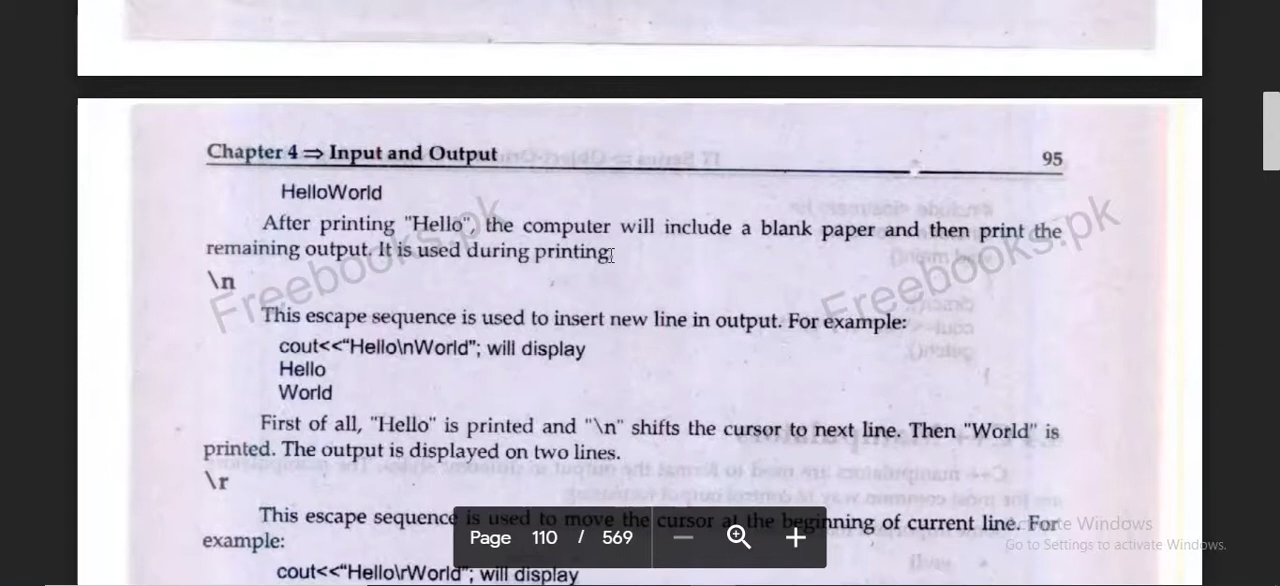 Chapter 4 ⇒ Input and Output 95
HelloWorld
After printing "Hello", the computer will include a blank paper and then print the
remaining output. It is used during printing.
\n
This escape sequence is used to insert new line in output. For example:
cout<<“Hello\nWorld”; will display
Hello
World
First of all, "Hello" is printed and "\n" shifts the cursor to next line. Then "World" is
printed. The output is displayed on two lines.
\r
This escape sequence is used to move the cursor at the beginning of current line. For
example:
cout<<“Hello\rWorld”; will display
Freebooks.pk
Freebooks.pk
Page 110 / 569
Activate Windows
Go to Settings to activate Windows.